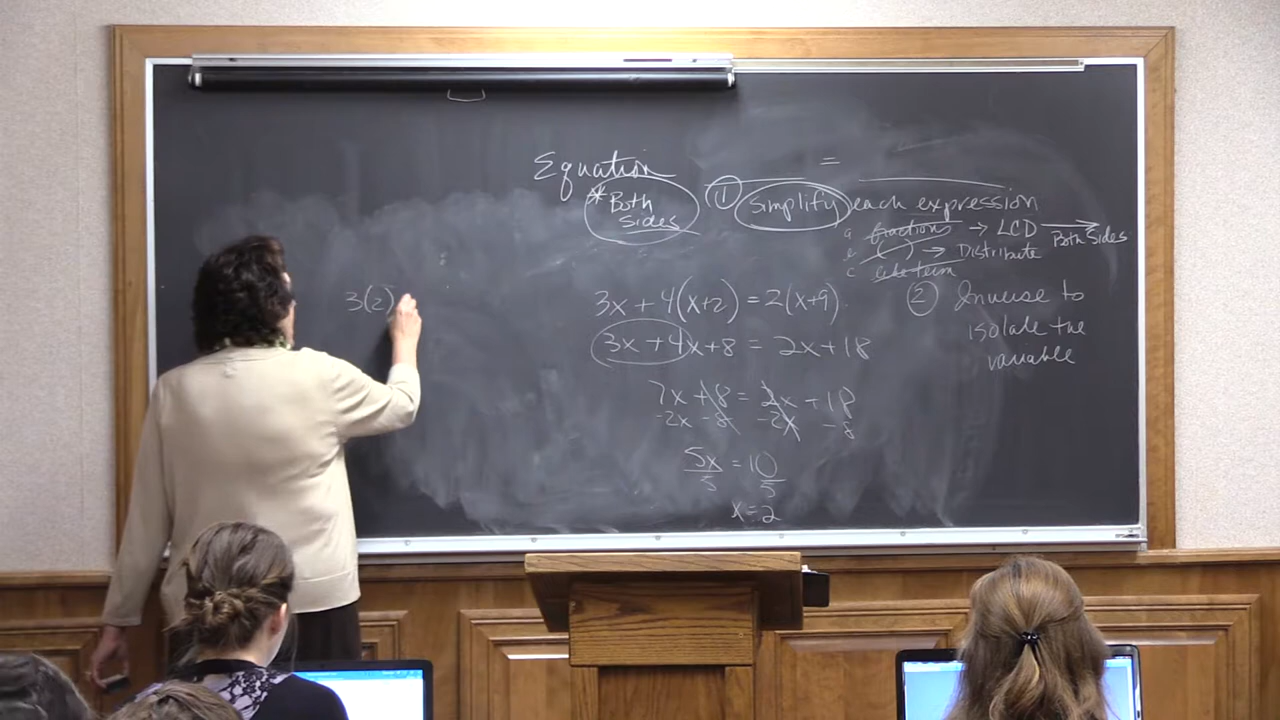 Equation
=
* Both Sides
① Simplify each expression
a fractions → LCD → Both Sides
b ( ) → Distribute
c like term
3(2)
3x + 4(x+2) = 2(x+9)
② Inverse to
isolate the
variable
3x + 4x + 8 = 2x + 18
7x + 8 = 2x + 18
-2x -8 -2x -8
5x = 10
5 5
x = 2